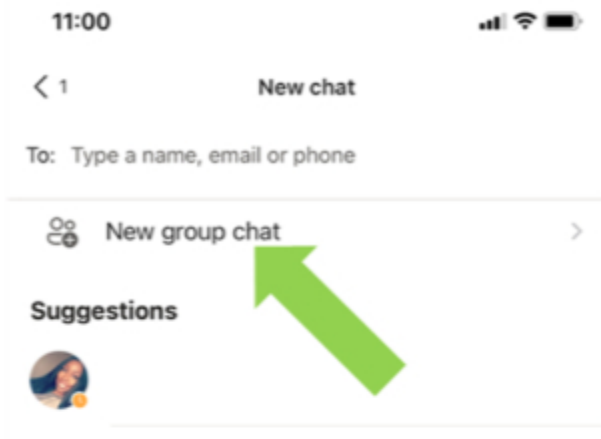 11:00
1 New chat
To: Type a name, email or phone
New group chat
Suggestions